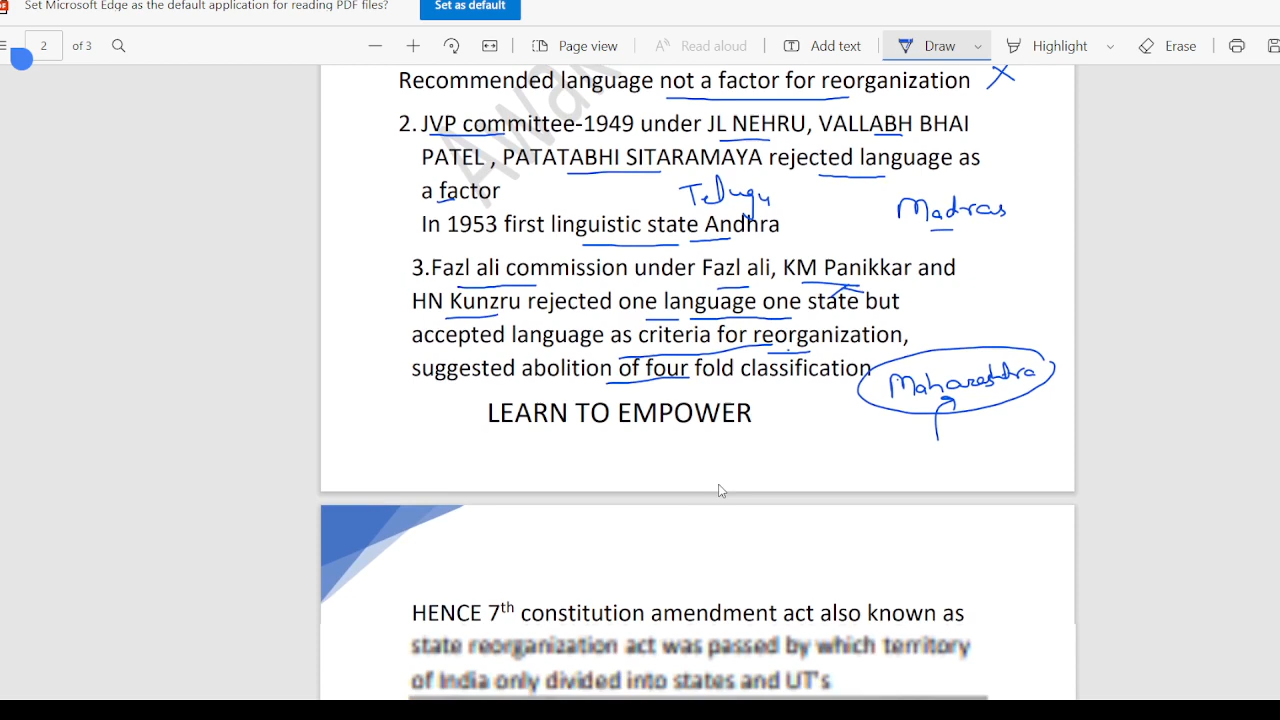 Set Microsoft Edge as the default application for reading PDF files?
Set as default
2 of 3
Page view
Read aloud
Add text
Draw
Highlight
Erase
Recommended language not a factor for reorganization
2. JVP committee-1949 under JL NEHRU, VALLABH BHAI
PATEL , PATATABHI SITARAMAYA rejected language as
a factor
Telugu
Madras
In 1953 first linguistic state Andhra
3.Fazl ali commission under Fazl ali, KM Panikkar and
HN Kunzru rejected one language one state but
accepted language as criteria for reorganization,
suggested abolition of four fold classification
Maharashtra
LEARN TO EMPOWER
HENCE 7th constitution amendment act also known as
state reorganization act was passed by which territory
of India only divided into states and UT's